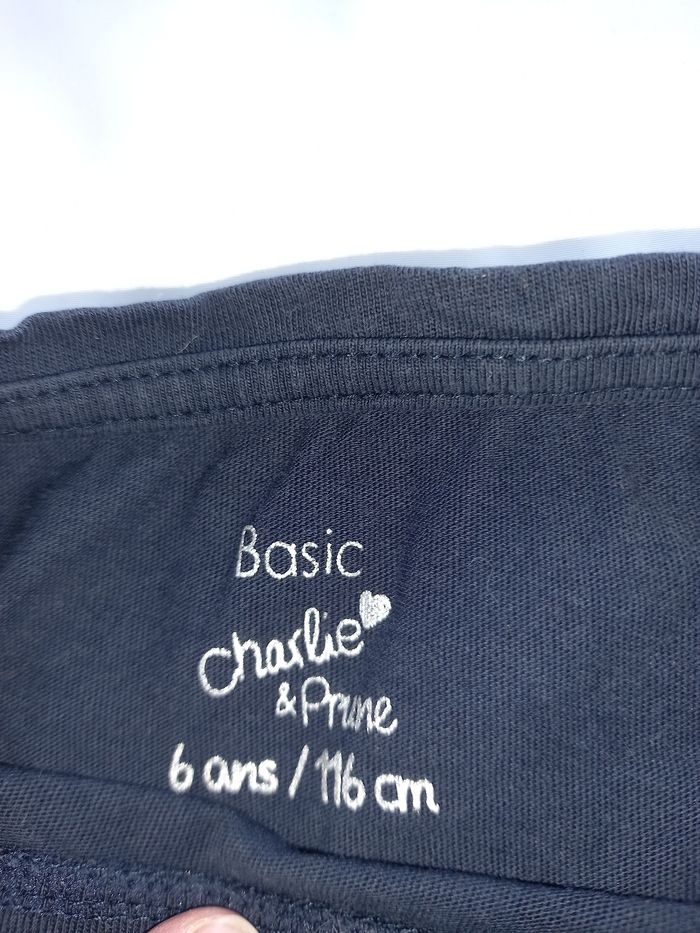 Basic
charlie
& Prune
6 ans / 116 cm